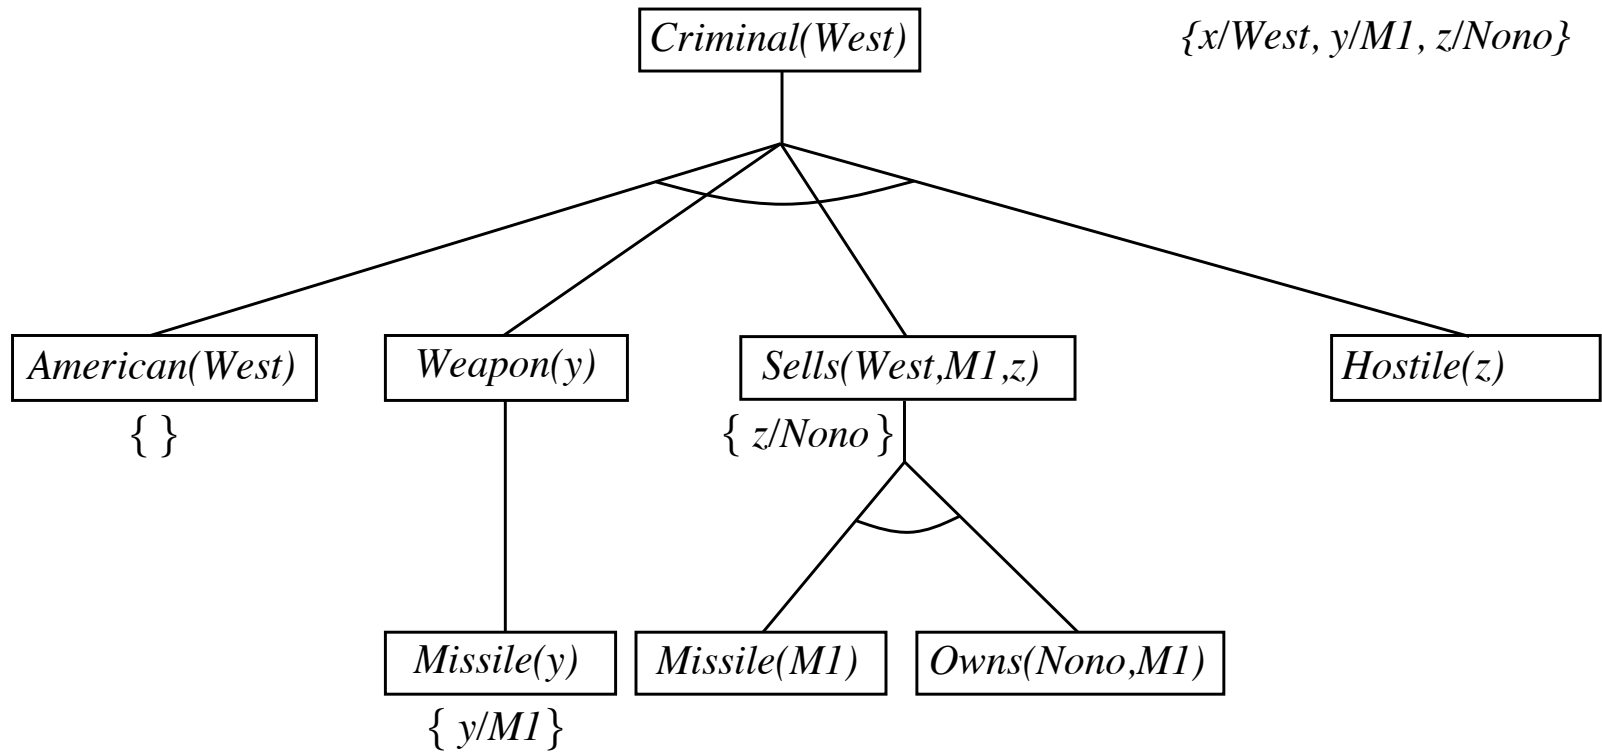 Criminal(West)
{x/West, y/M1, z/Nono}
American(West)
Weapon(y)
Sells(West,M1,z)
Hostile(z)
{ }
{ z/Nono }
Missile(y)
Missile(M1)
Owns(Nono,M1)
{ y/M1 }